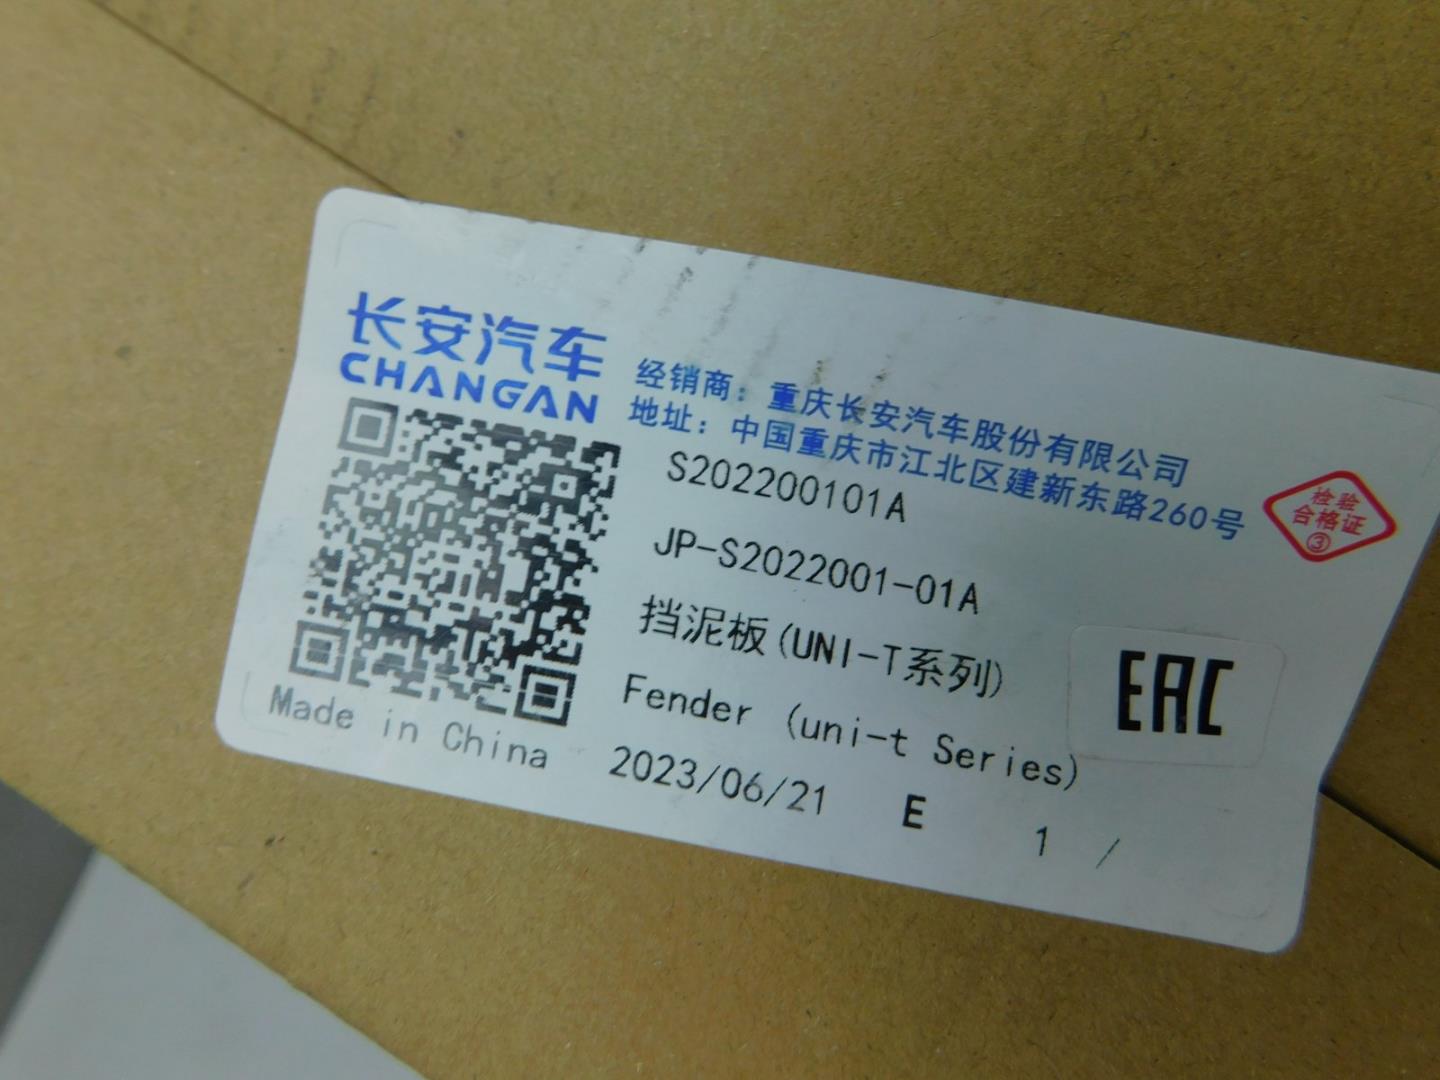 长安汽车
CHANGAN
经销商：重庆长安汽车股份有限公司
地址：中国重庆市江北区建新东路260号
S202200101A
JP-S2022001-01A
挡泥板(UNI-T系列)
Fender (uni-t Series)
2023/06/21 E 1 /
Made in China
检验
合格证
③
EAC